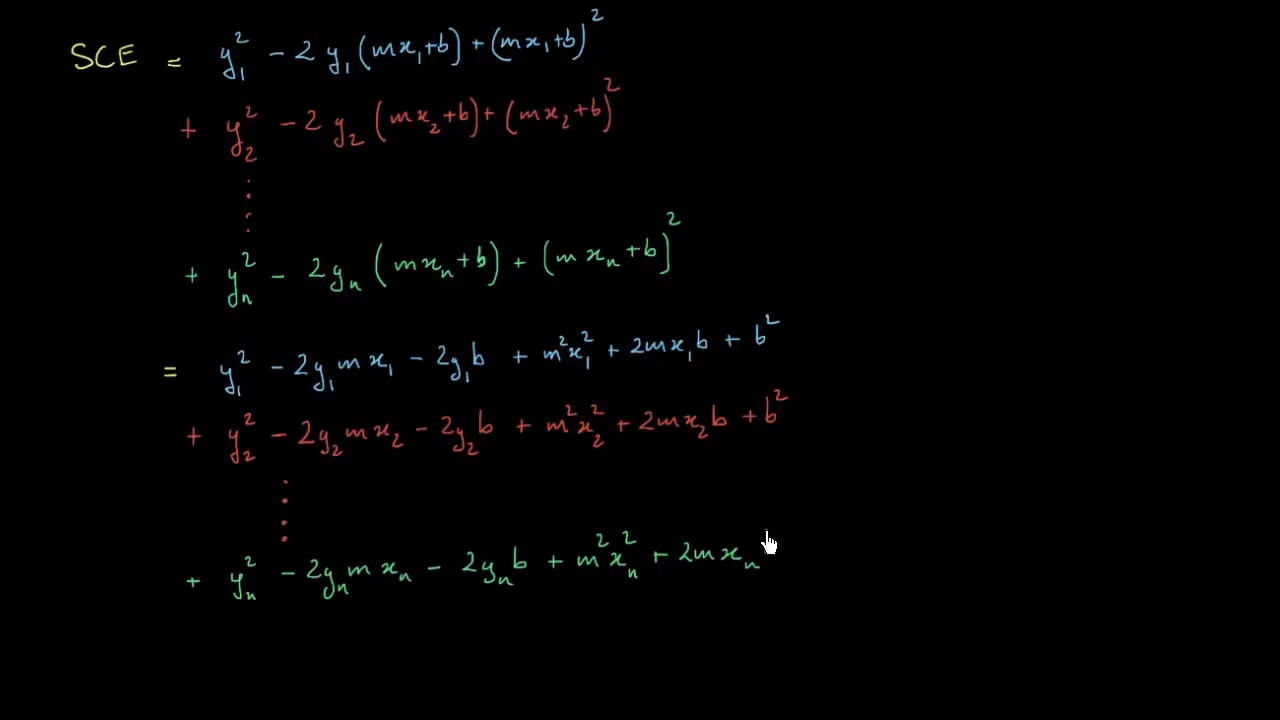 SCE = y₁² - 2y₁(mx₁+b) + (mx₁+b)²
+ y₂² - 2y₂(mx₂+b) + (mx₂+b)²
⋮
+ yₙ² - 2yₙ(mxₙ+b) + (mxₙ+b)²
= y₁² - 2y₁mx₁ - 2y₁b + m²x₁² + 2mx₁b + b²
+ y₂² - 2y₂mx₂ - 2y₂b + m²x₂² + 2mx₂b + b²
⋮
+ yₙ² - 2yₙmxₙ - 2yₙb + m²xₙ² + 2mxₙ